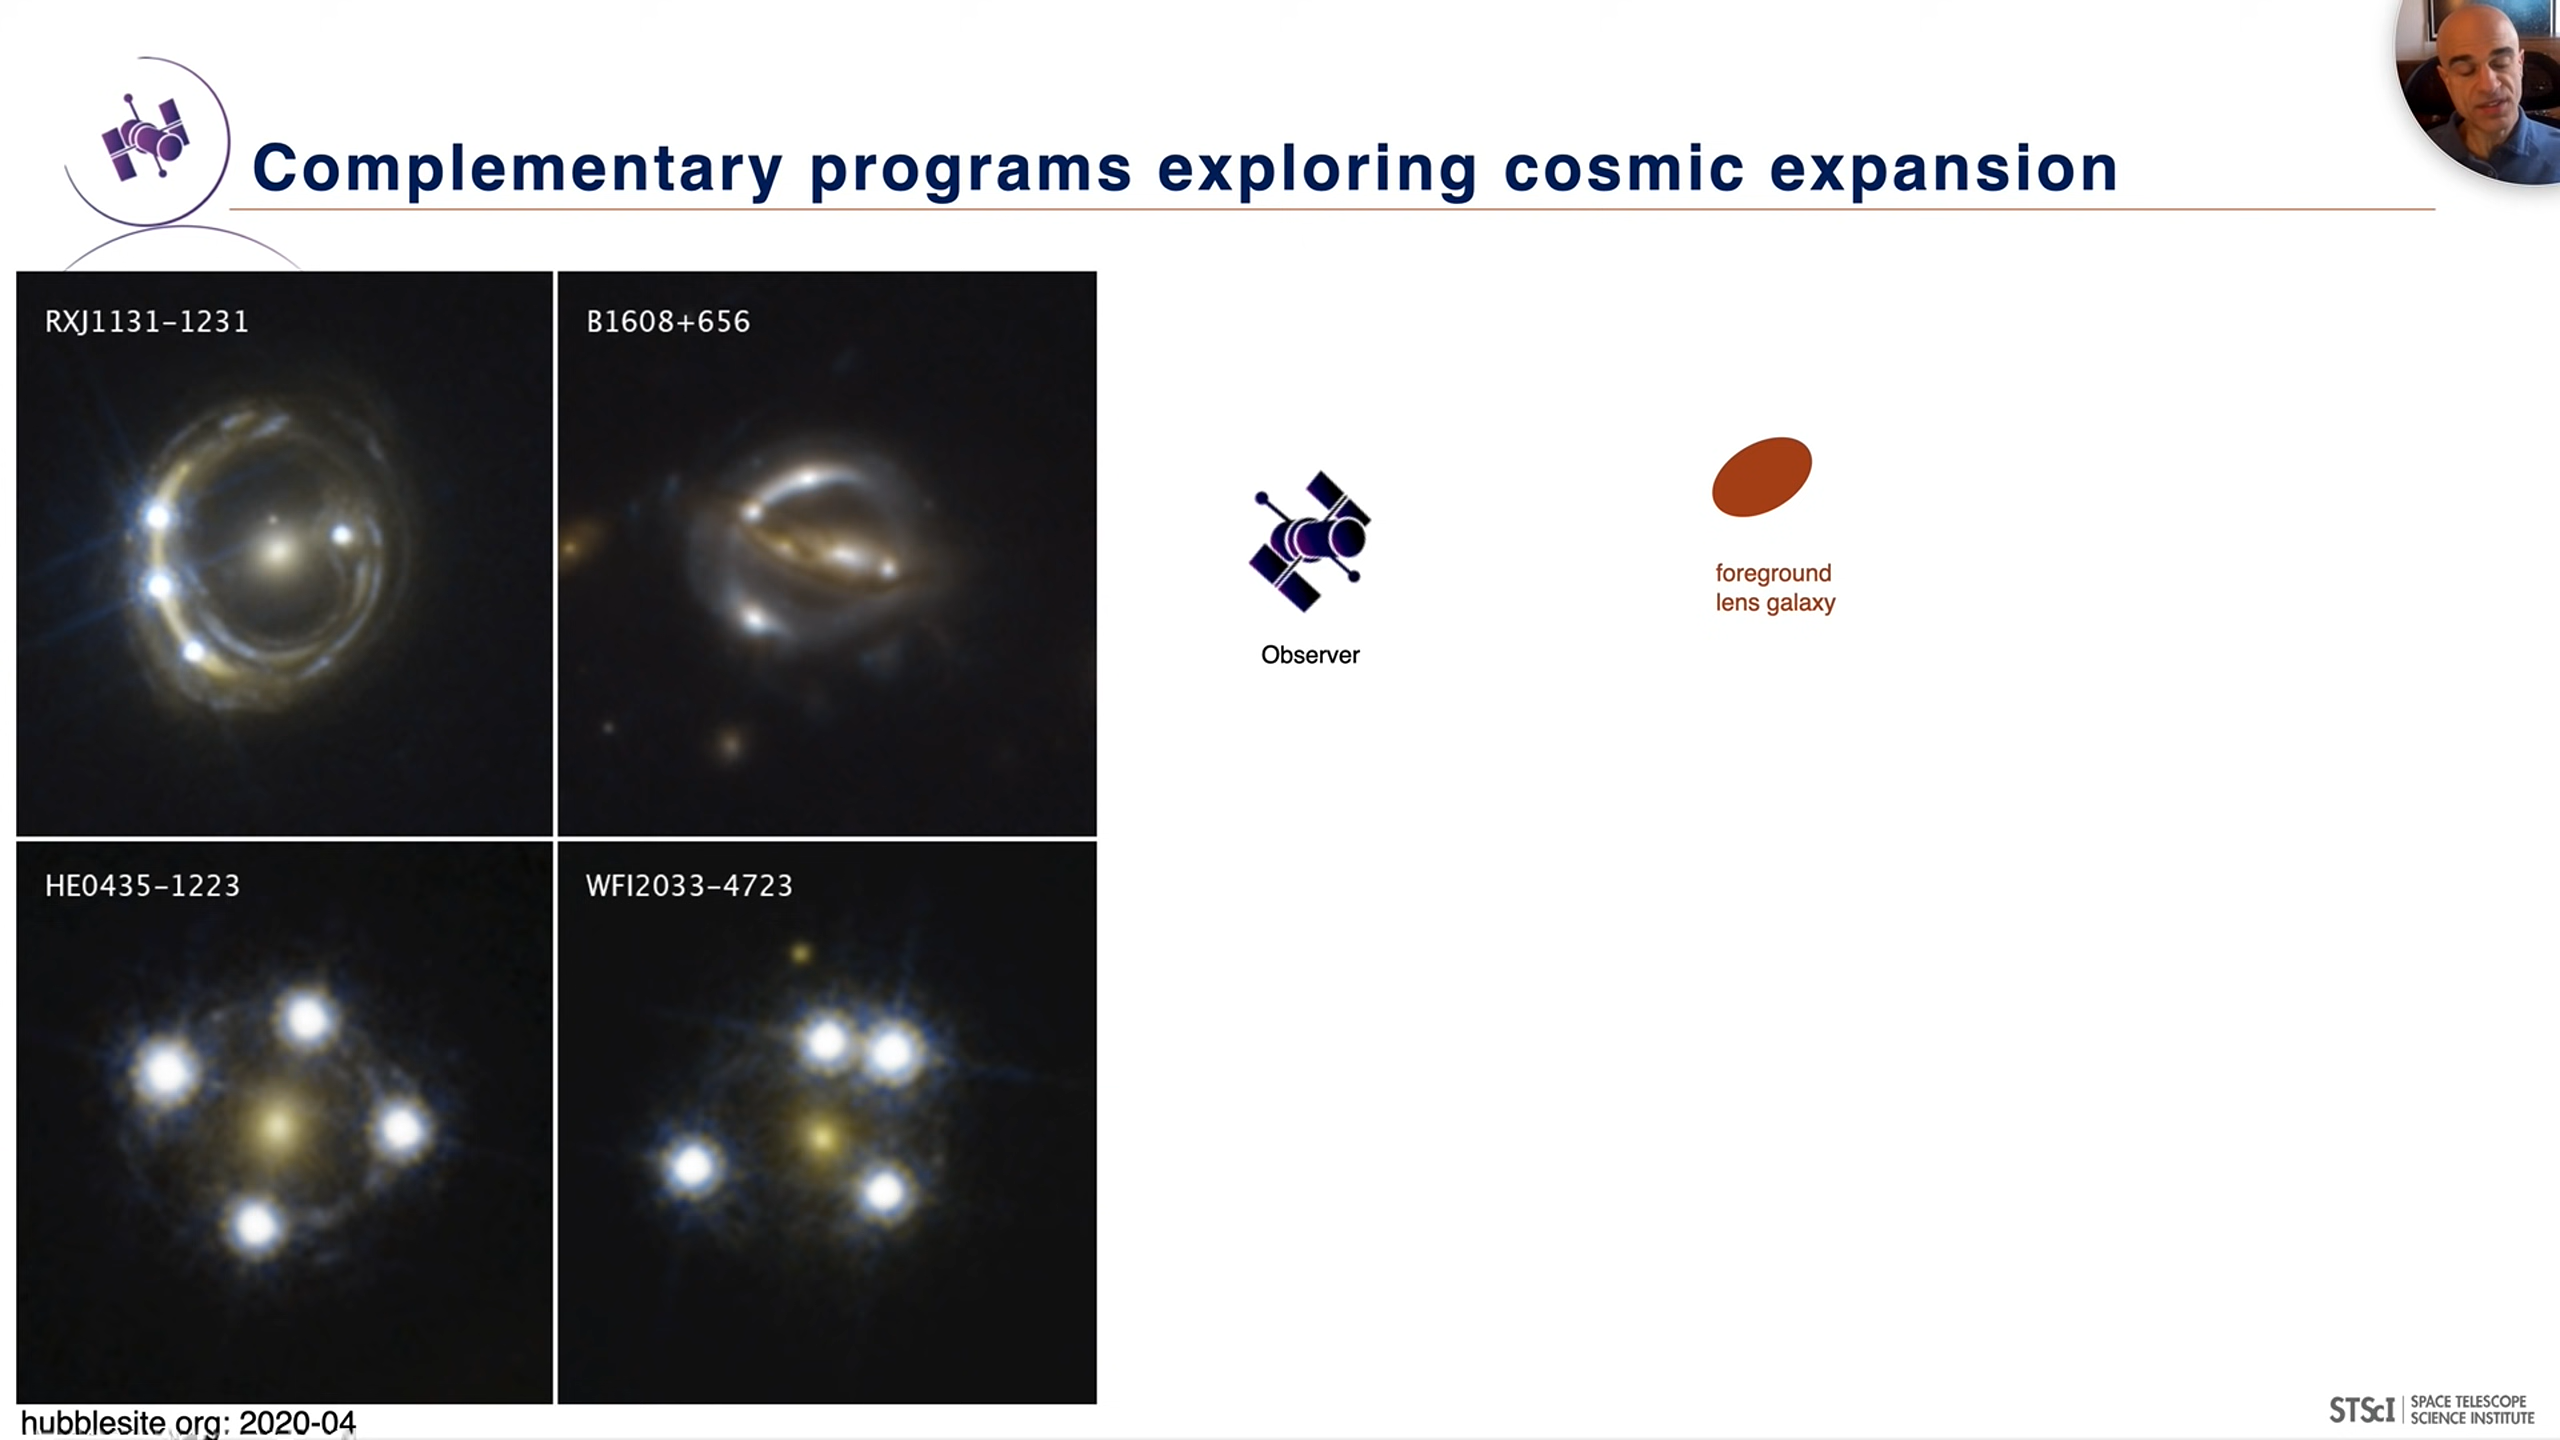 Complementary programs exploring cosmic expansion
RXJ1131–1231
B1608+656
HE0435–1223
WFI2033–4723
Observer
foreground
lens galaxy
hubblesite.org: 2020-04
STScI
SPACE TELESCOPE
SCIENCE INSTITUTE